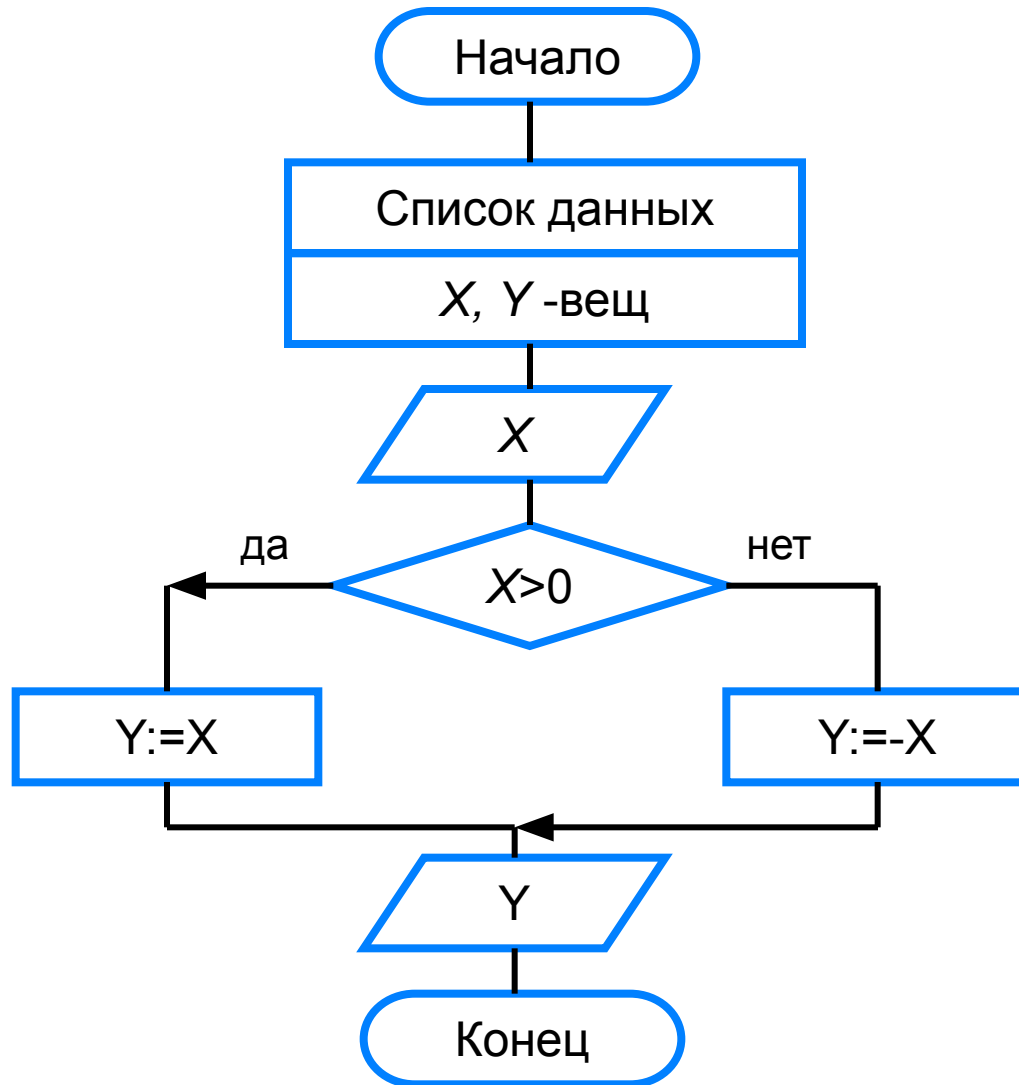 Начало
Список данных
X, Y -вещ
X
да
нет
X>0
Y:=X
Y:=-X
Y
Конец